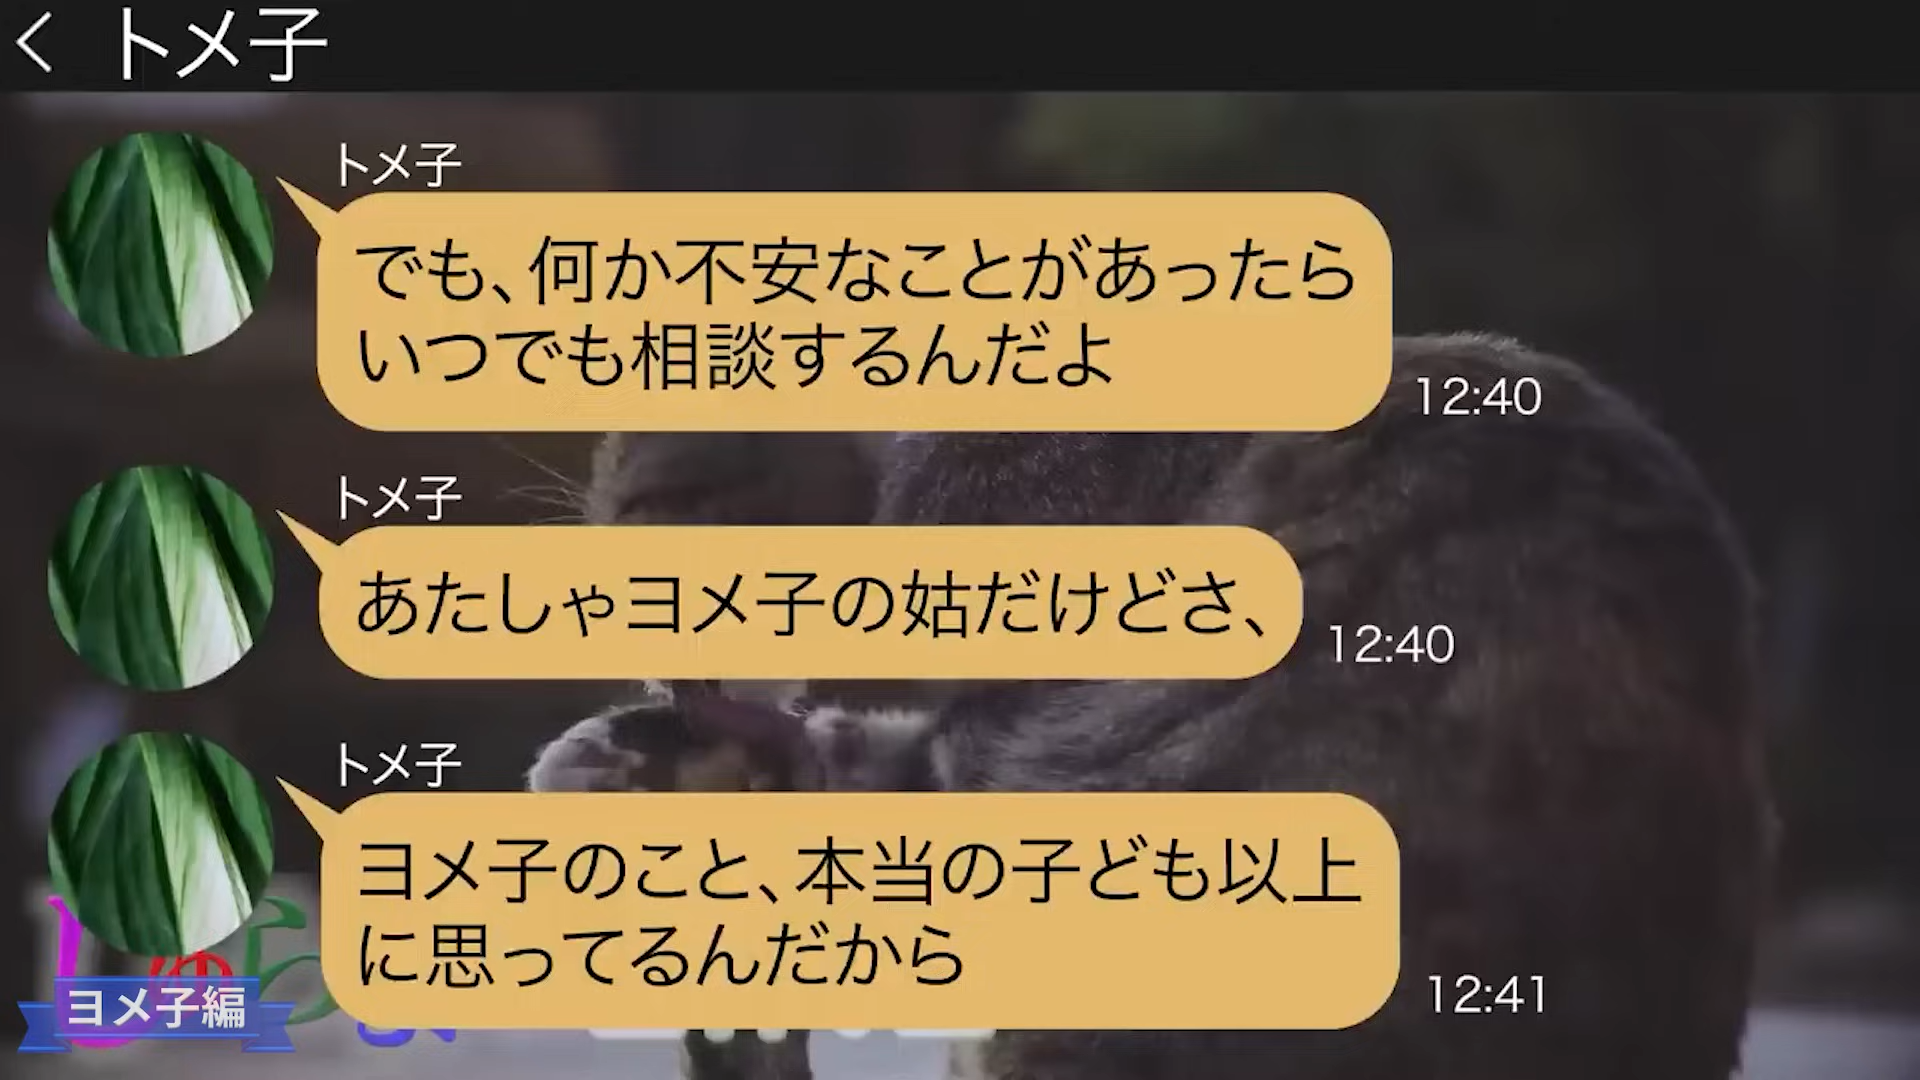 トメ子
トメ子
でも、何か不安なことがあったら
いつでも相談するんだよ
12:40
トメ子
あたしゃヨメ子の姑だけどさ、
12:40
トメ子
ヨメ子のこと、本当の子ども以上
に思ってるんだから
12:41
ヨメ子編